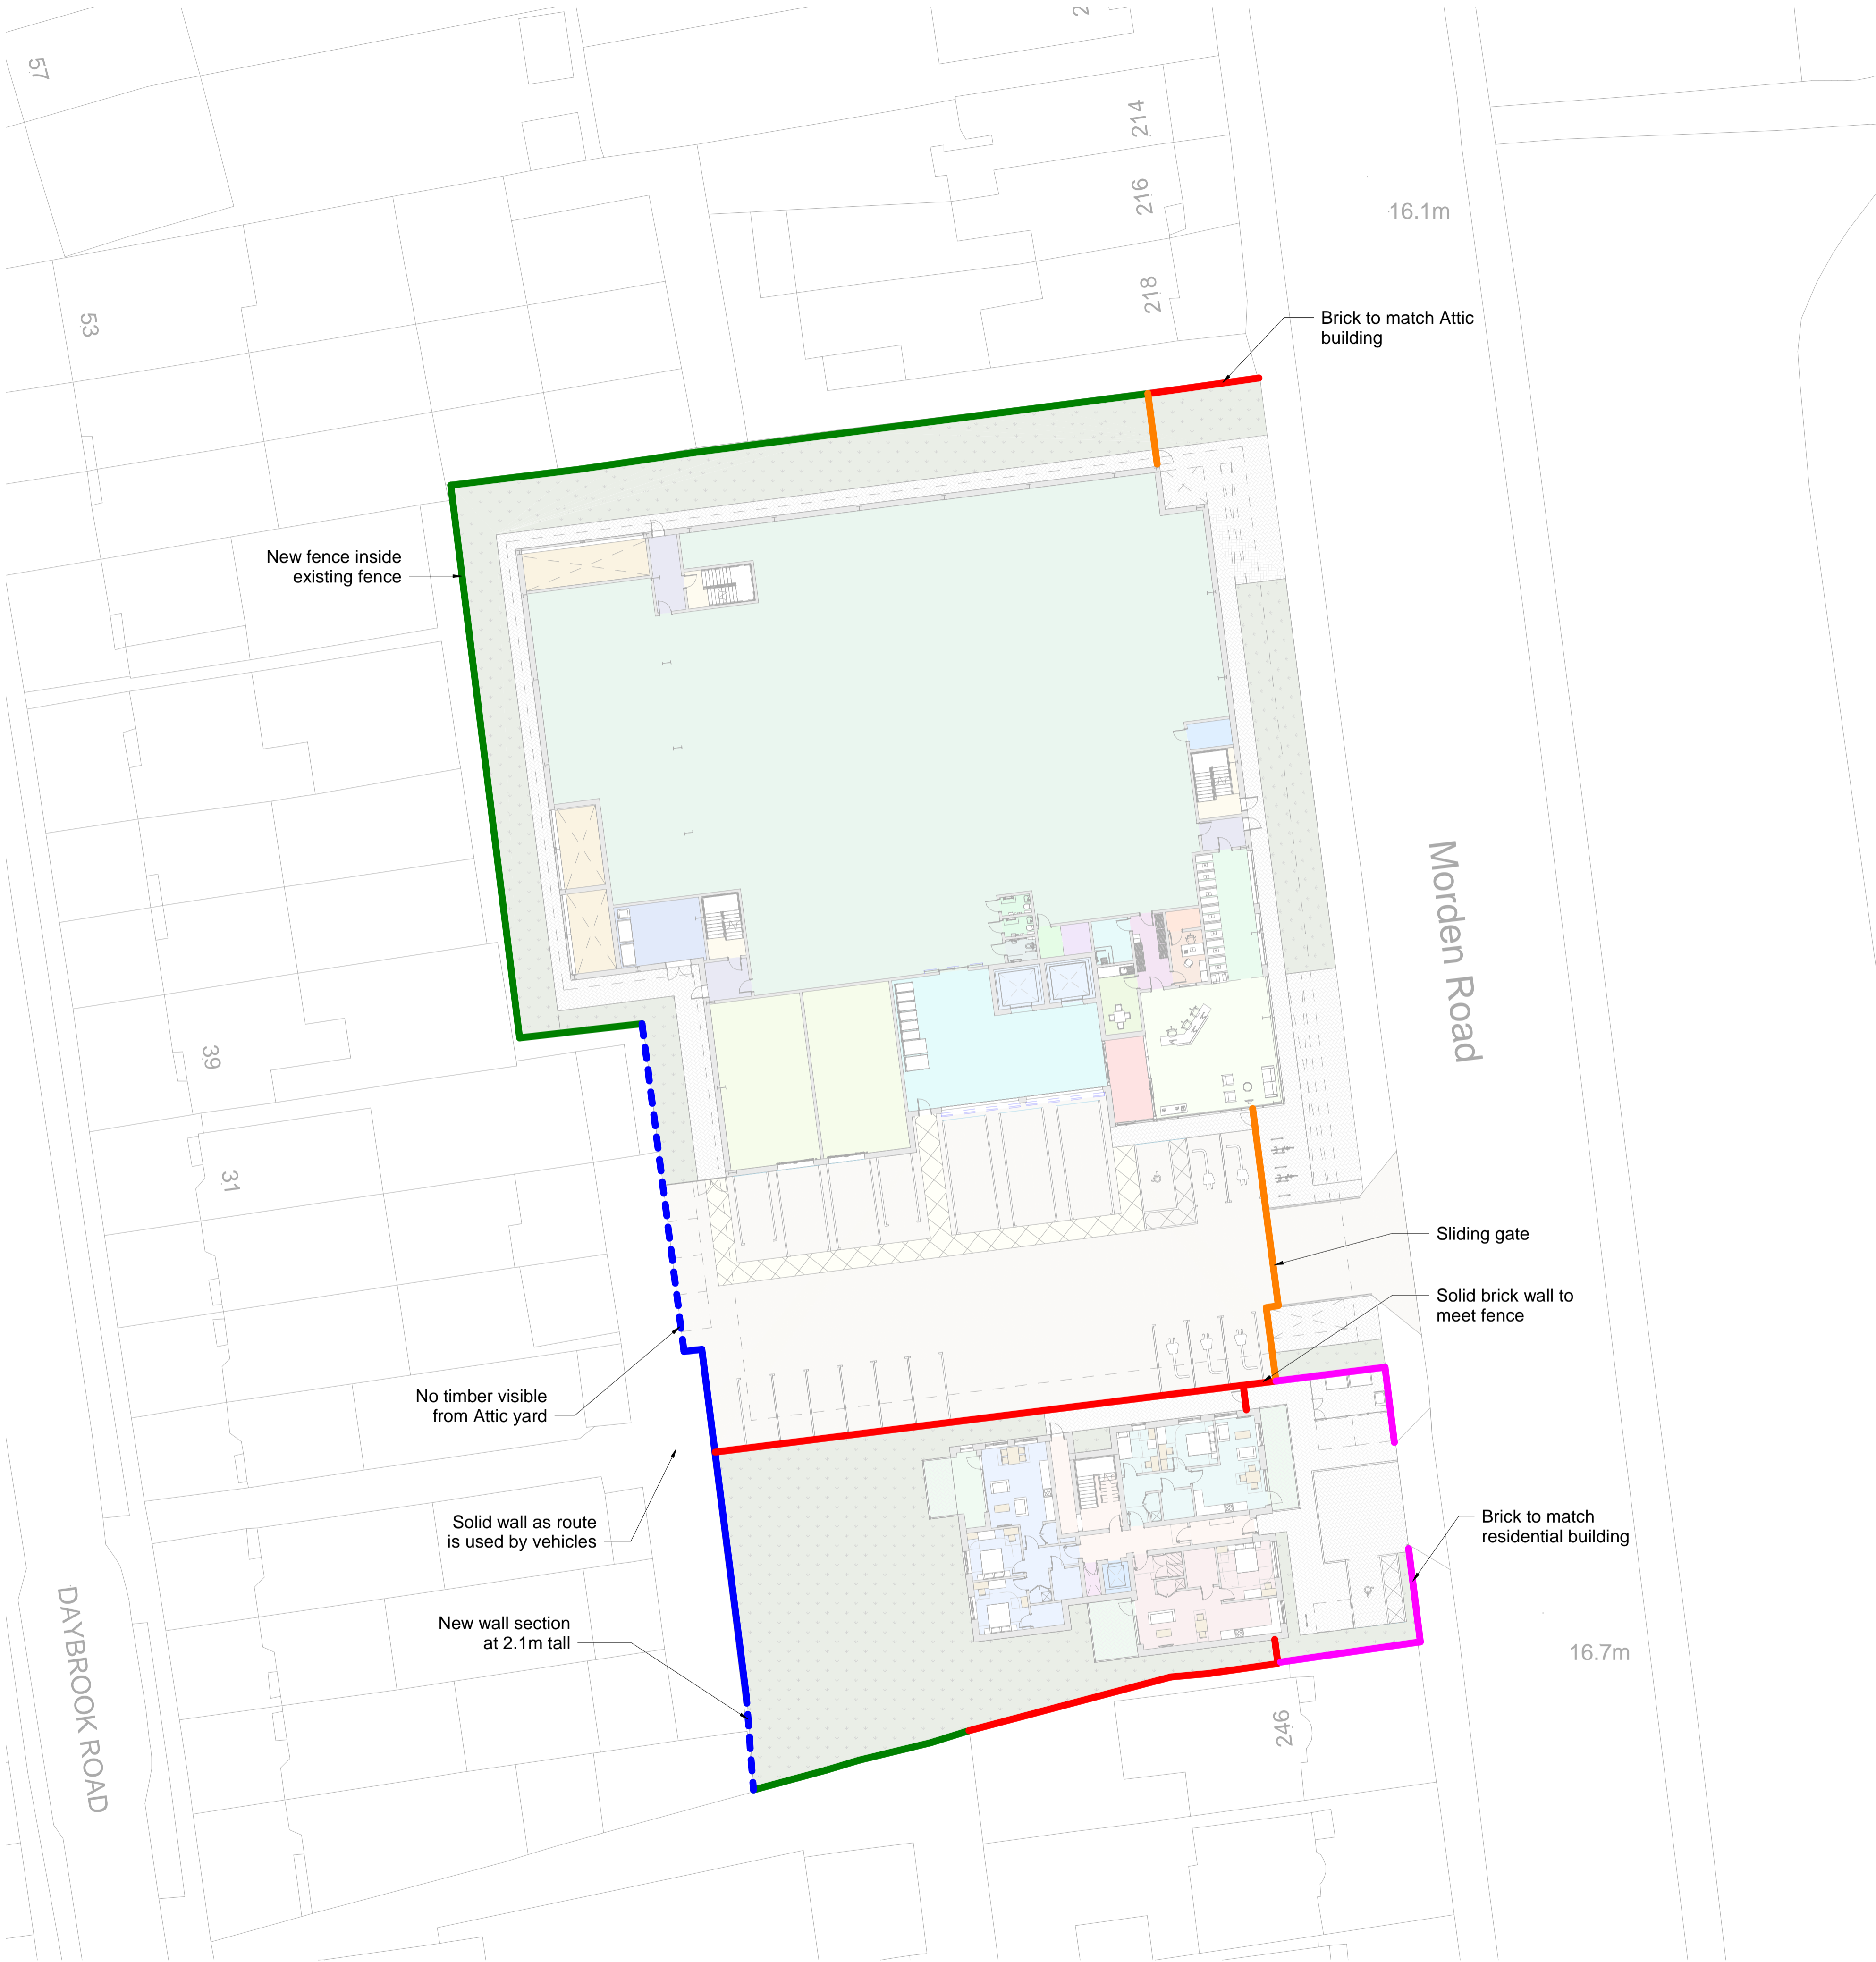 57
2
214
216
16.1m
218
53
Brick to match Attic
building
New fence inside
existing fence
Morden Road
39
31
Sliding gate
Solid brick wall to
meet fence
No timber visible
from Attic yard
Solid wall as route
is used by vehicles
Brick to match
residential building
New wall section
at 2.1m tall
DAYBROOK ROAD
16.7m
246